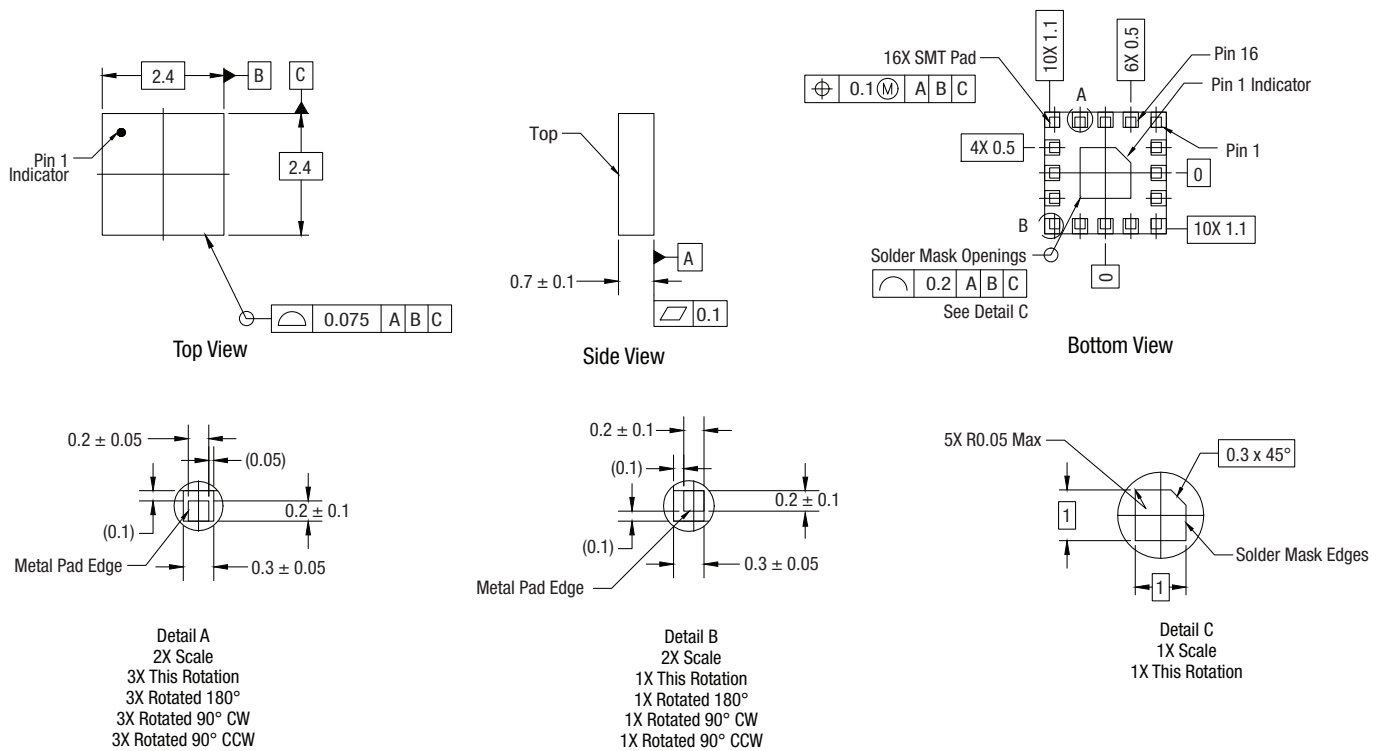 2.4
B
C
Pin 1
Indicator
2.4
0.075 A B C
Top View
Top
A
0.7 ± 0.1
0.1
Side View
16X SMT Pad
10X 1.1
6X 0.5
Pin 16
Pin 1 Indicator
0.1 Ⓜ A B C
A
4X 0.5
Pin 1
0
B
10X 1.1
Solder Mask Openings
0
0.2 A B C
See Detail C
Bottom View
0.2 ± 0.05
(0.05)
0.2 ± 0.1
(0.1)
Metal Pad Edge
0.3 ± 0.05
Detail A
2X Scale
3X This Rotation
3X Rotated 180°
3X Rotated 90° CW
3X Rotated 90° CCW
0.2 ± 0.1
(0.1)
0.2 ± 0.1
(0.1)
0.3 ± 0.05
Metal Pad Edge
Detail B
2X Scale
1X This Rotation
1X Rotated 180°
1X Rotated 90° CW
1X Rotated 90° CCW
5X R0.05 Max
0.3 x 45°
1
Solder Mask Edges
1
Detail C
1X Scale
1X This Rotation